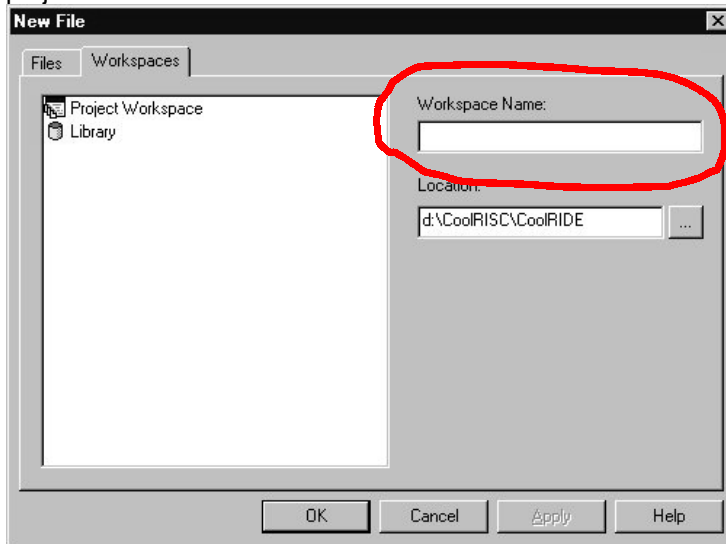 New File
Files Workspaces
Project Workspace
Library
Workspace Name:
Location:
d:\CoolRISC\CoolRIDE
...
OK Cancel Apply Help